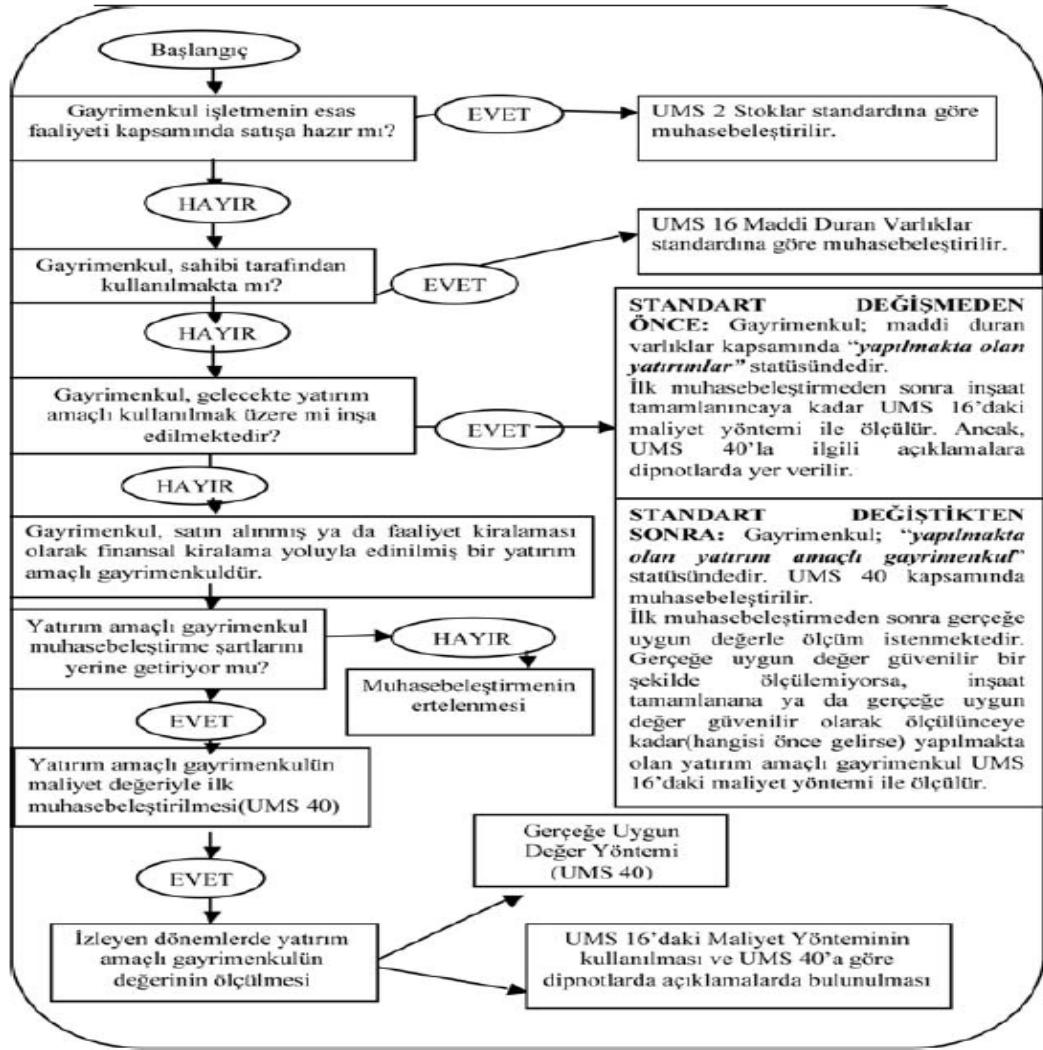 Başlangıç
Gayrimenkul işletmenin esas
faaliyeti kapsamında satışa hazır mı?
EVET
UMS 2 Stoklar standardına göre
muhasebeleştirilir.
HAYIR
UMS 16 Maddi Duran Varlıklar
standardına göre muhasebeleştirilir.
Gayrimenkul, sahibi tarafından
kullanılmakta mı?
EVET
HAYIR
STANDART DEĞİŞMEDEN
ÖNCE: Gayrimenkul; maddi duran
varlıklar kapsamında “yapılmakta olan
yatırımlar” statüsündedir.
İlk muhasebeleştirmeden sonra inşaat
tamamlanıncaya kadar UMS 16’daki
maliyet yöntemi ile ölçülür. Ancak,
UMS 40’la ilgili açıklamalara
dipnotlarda yer verilir.
Gayrimenkul, gelecekte yatırım
amaçlı kullanılmak üzere mi inşa
edilmektedir?
EVET
HAYIR
STANDART DEĞİŞTİKTEN
SONRA: Gayrimenkul; “yapılmakta
olan yatırım amaçlı gayrimenkul”
statüsündedir. UMS 40 kapsamında
muhasebeleştirilir.
İlk muhasebeleştirmeden sonra gerçeğe
uygun değerle ölçüm istenmektedir.
Gerçeğe uygun değer güvenilir bir
şekilde ölçülemiyorsa, inşaat
tamamlanana ya da gerçeğe uygun
değer güvenilir olarak ölçülünceye
kadar(hangisi önce gelirse) yapılmakta
olan yatırım amaçlı gayrimenkul UMS
16’daki maliyet yöntemi ile ölçülür.
Gayrimenkul, satın alınmış ya da faaliyet kiralaması
olarak finansal kiralama yoluyla edinilmiş bir yatırım
amaçlı gayrimenkuldür.
Yatırım amaçlı gayrimenkul
muhasebeleştirme şartlarını
yerine getiriyor mu?
HAYIR
Muhasebeleştirmenin
ertelenmesi
EVET
Yatırım amaçlı gayrimenkulün
maliyet değeriyle ilk
muhasebeleştirilmesi(UMS 40)
EVET
Gerçeğe Uygun
Değer Yöntemi
(UMS 40)
İzleyen dönemlerde yatırım
amaçlı gayrimenkulün
değerinin ölçülmesi
UMS 16’daki Maliyet Yönteminin
kullanılması ve UMS 40’a göre
dipnotlarda açıklamalarda bulunulması